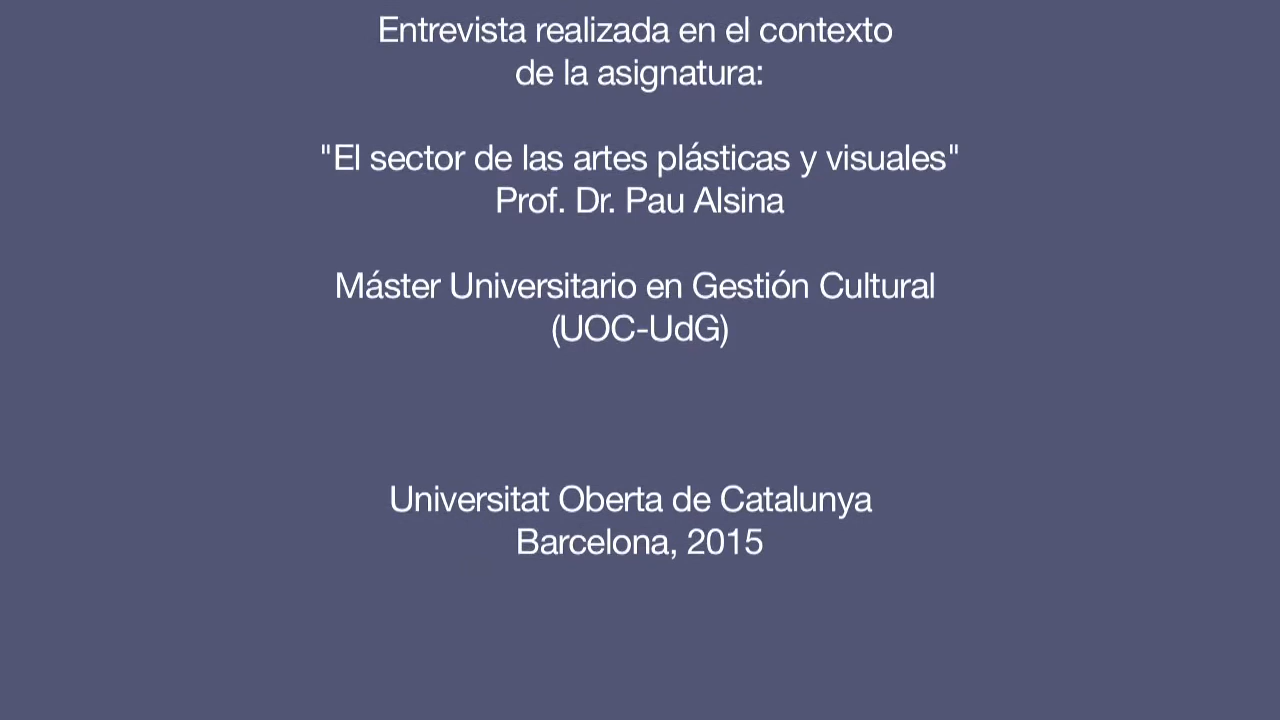 Entrevista realizada en el contexto
de la asignatura:
"El sector de las artes plásticas y visuales"
Prof. Dr. Pau Alsina
Máster Universitario en Gestión Cultural
(UOC-UdG)
Universitat Oberta de Catalunya
Barcelona, 2015